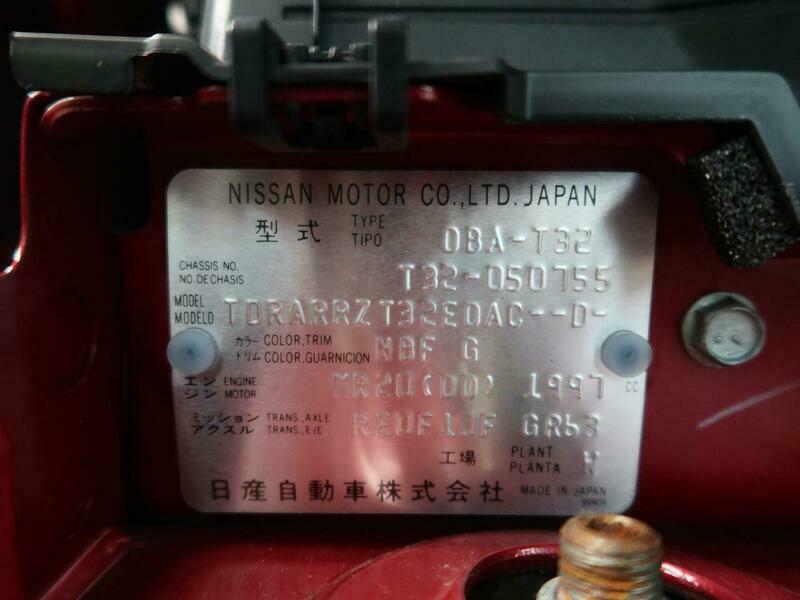 NISSAN MOTOR CO.,LTD. JAPAN
型式 TYPE TIPO DBA-T32
CHASSIS NO. NO.DE CHASIS T32-050755
MODEL MODELO TDRARRZT32EDAC--D-
カラー COLOR,TRIM トリム COLOR,GUARNICION NBF G
エンジン ENGINE MOTOR MR20(DD) 1997 CC
ミッション アクスル TRANS.,AXLE TRANS.,EJE RE0F10F GR63
工場 PLANT PLANTA K
日産自動車株式会社 MADE IN JAPAN